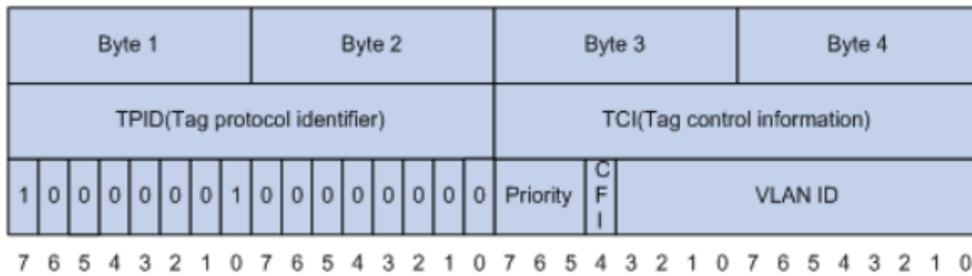 Byte 1 Byte 2 Byte 3 Byte 4
TPID(Tag protocol identifier) TCI(Tag control information)
1 0 0 0 0 0 0 1 0 0 0 0 0 0 0 0 Priority CFI VLAN ID
7 6 5 4 3 2 1 0 7 6 5 4 3 2 1 0 7 6 5 4 3 2 1 0 7 6 5 4 3 2 1 0